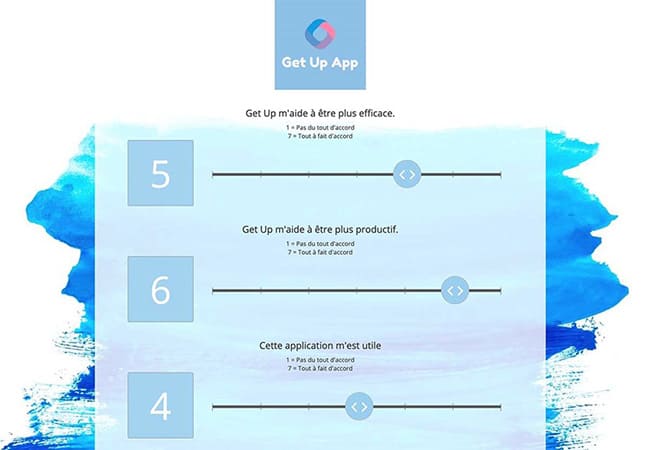 Get Up App
Get Up m'aide à être plus efficace.
1 = Pas du tout d'accord
7 = Tout à fait d'accord
5
Get Up m'aide à être plus productif.
1 = Pas du tout d'accord
7 = Tout à fait d'accord
6
Cette application m'est utile
1 = Pas du tout d'accord
7 = Tout à fait d'accord
4